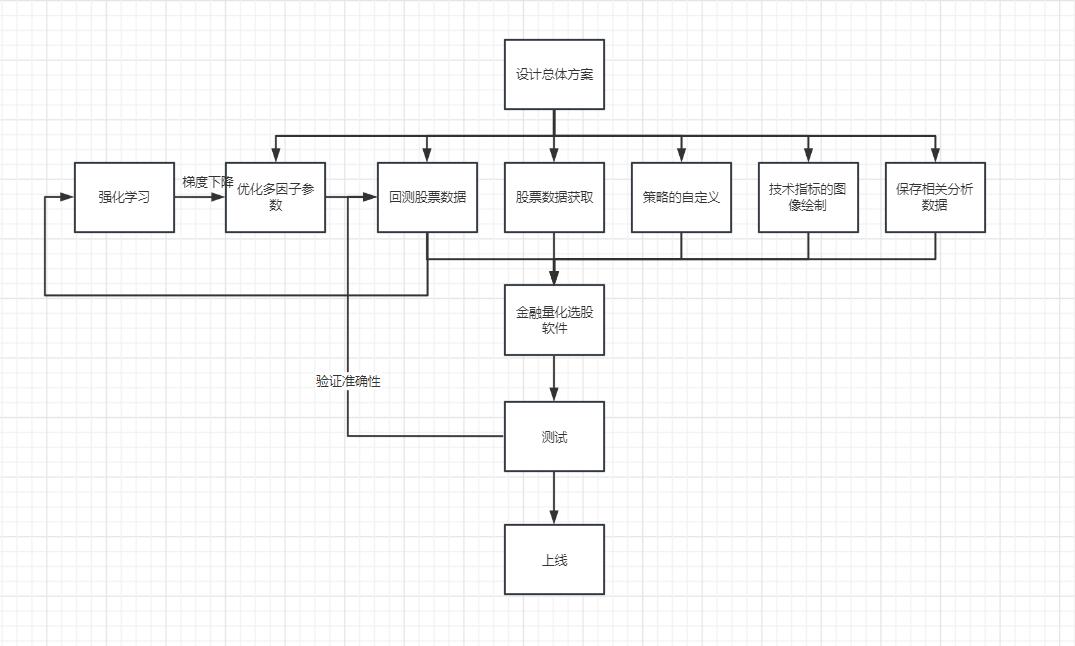 设计总体方案
强化学习
梯度下降
优化多因子参
数
回测股票数据
股票数据获取
策略的自定义
技术指标的图
像绘制
保存相关分析
数据
金融量化选股
软件
验证准确性
测试
上线